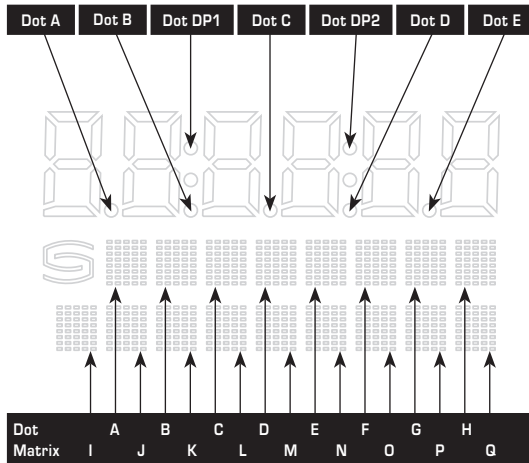 Dot A Dot B Dot DP1 Dot C Dot DP2 Dot D Dot E
Dot A B C D E F G H
Matrix I J K L M N O P Q